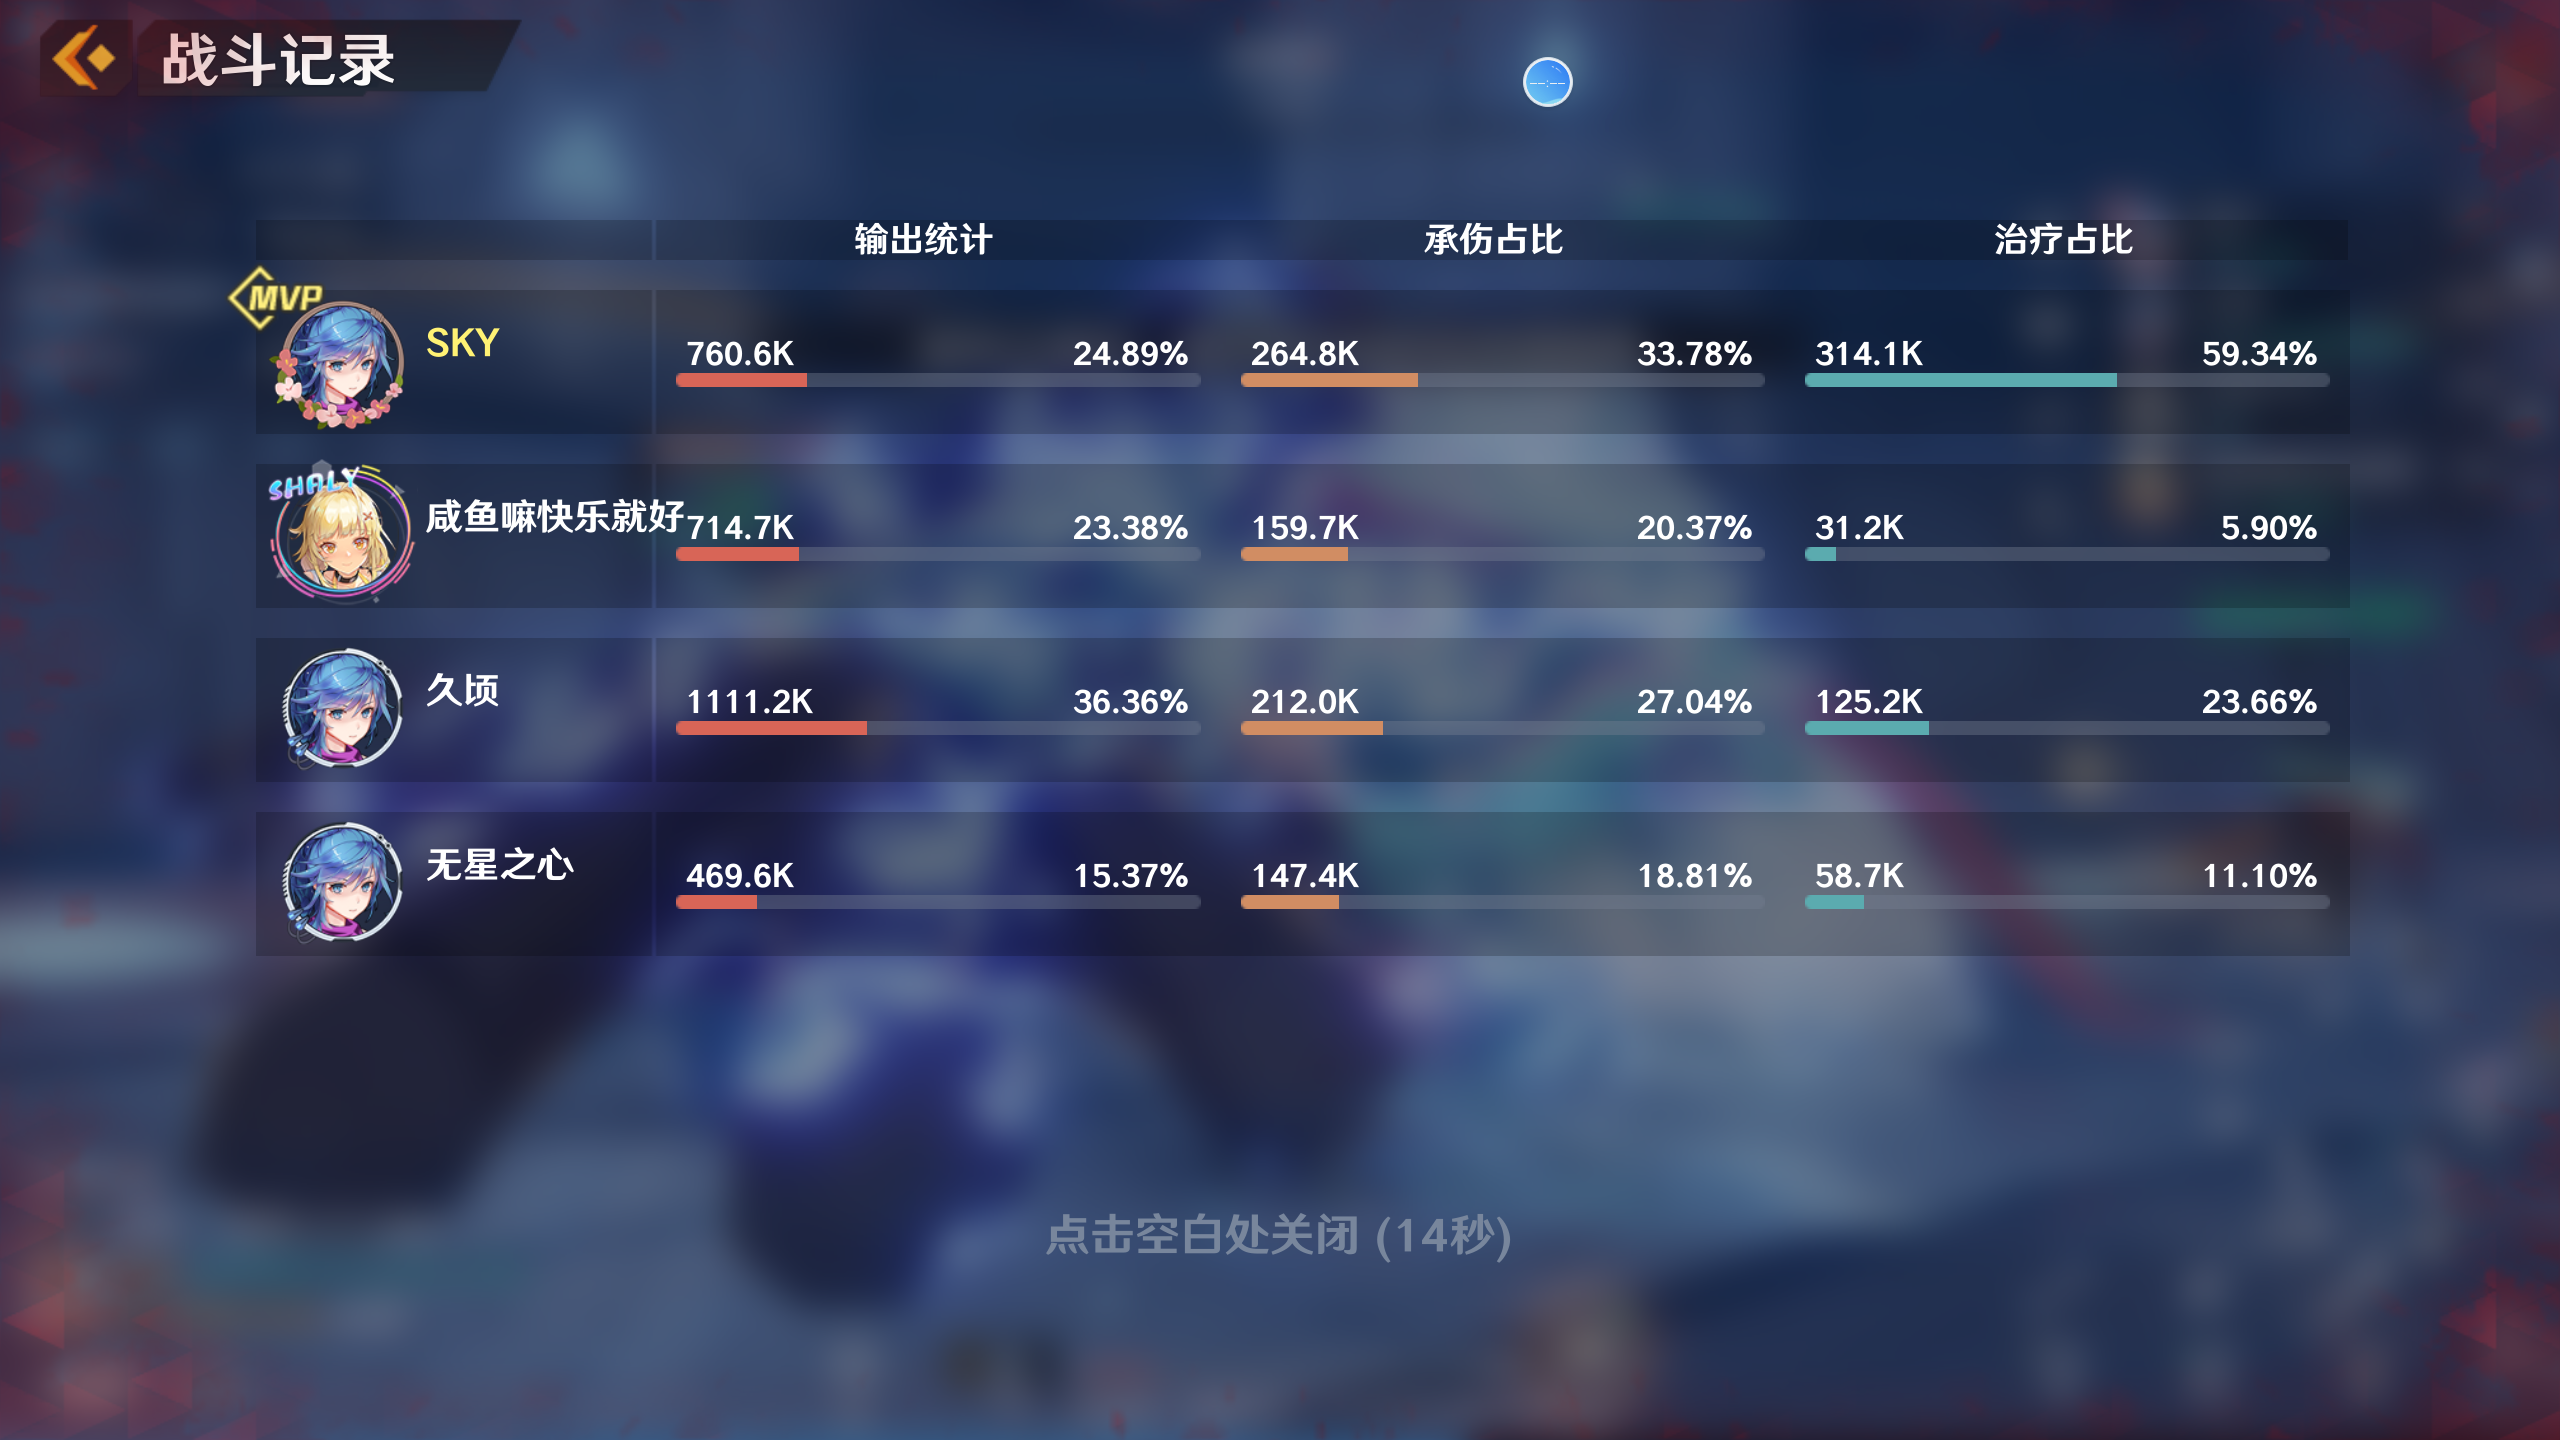 战斗记录
--:--
输出统计 承伤占比 治疗占比
MVP
SKY
760.6K 24.89% 264.8K 33.78% 314.1K 59.34%
SHALY
咸鱼嘛快乐就好
714.7K 23.38% 159.7K 20.37% 31.2K 5.90%
久顷
1111.2K 36.36% 212.0K 27.04% 125.2K 23.66%
无星之心
469.6K 15.37% 147.4K 18.81% 58.7K 11.10%
点击空白处关闭 (14秒)